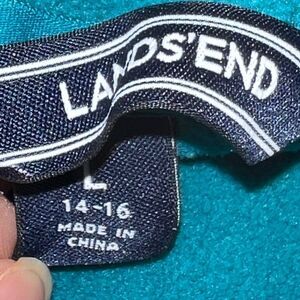 LANDS' END
L
14-16
MADE IN
CHINA